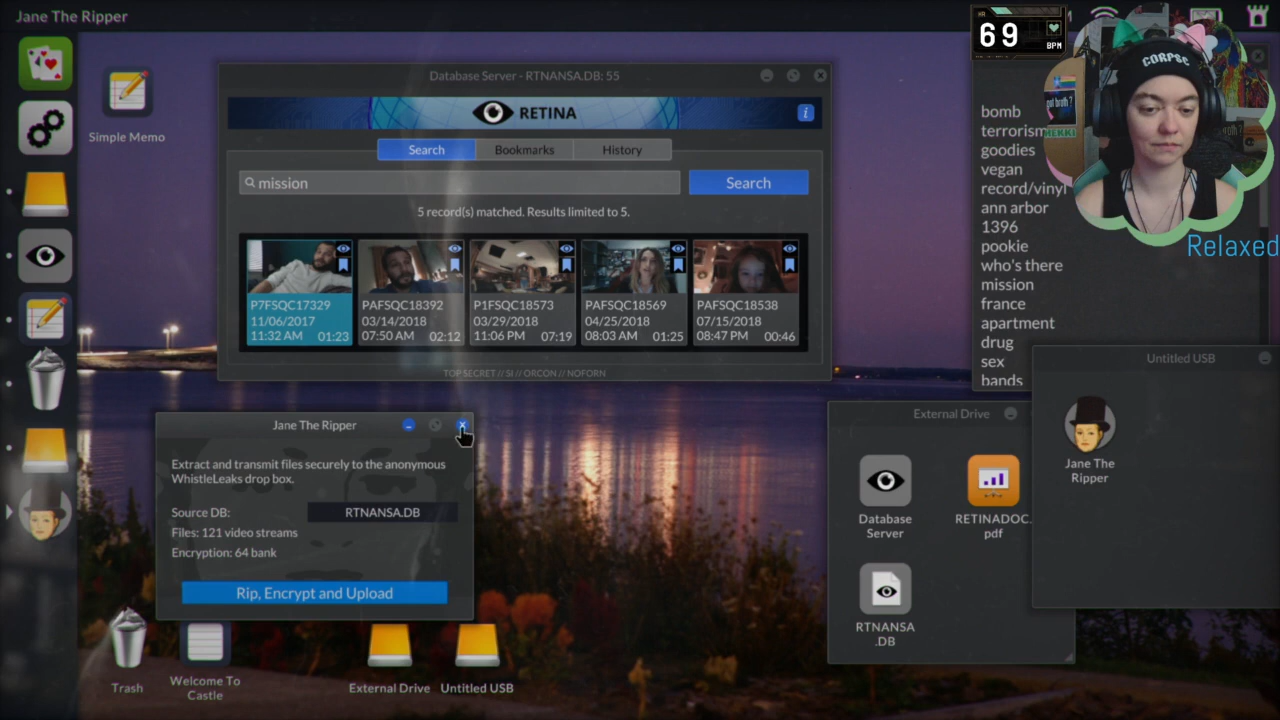 Jane The Ripper
HR
69
BPM
CORPSE
got broth ?
HEKKI
Relaxed
Simple Memo
Database Server - RTNANSA.DB: 55
RETINA
i
Search
Bookmarks
History
mission
Search
5 record(s) matched. Results limited to 5.
P7FSQC17329
11/06/2017
11:32 AM 01:23
PAFSQC18392
03/14/2018
07:50 AM 02:12
P1FSQC18573
03/29/2018
11:06 PM 07:19
PAFSQC18569
04/25/2018
08:03 AM 01:25
PAFSQC18538
07/15/2018
08:47 PM 00:46
TOP SECRET // SI // ORCON // NOFORN
bomb
terrorism
goodies
vegan
record/vinyl
ann arbor
1396
pookie
who's there
mission
france
apartment
drug
sex
bands
Jane The Ripper
Extract and transmit files securely to the anonymous
WhistleLeaks drop box.
Source DB: RTNANSA.DB
Files: 121 video streams
Encryption: 64 bank
Rip, Encrypt and Upload
External Drive
Database
Server
RETINADOC.
pdf
RTNANSA
.DB
Untitled USB
Jane The
Ripper
Trash
Welcome To
Castle
External Drive
Untitled USB